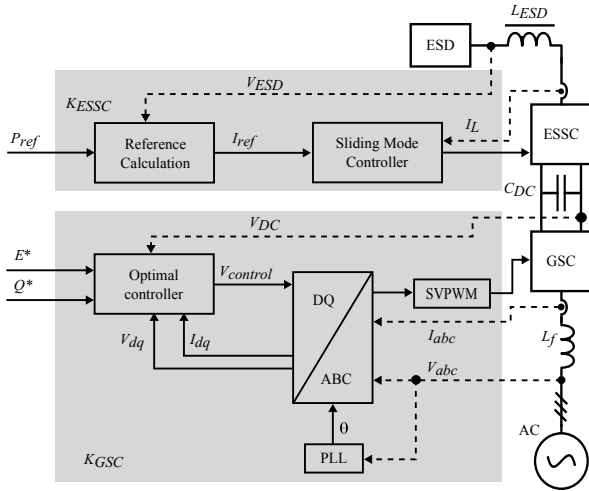 L_ESD
ESD
V_ESD
K_ESSC
P_ref
Reference
Calculation
I_ref
Sliding Mode
Controller
I_L
ESSC
C_DC
V_DC
E*
Q*
Optimal
controller
V_control
DQ
ABC
SVPWM
GSC
V_dq
I_dq
I_abc
L_f
V_abc
θ
PLL
K_GSC
AC